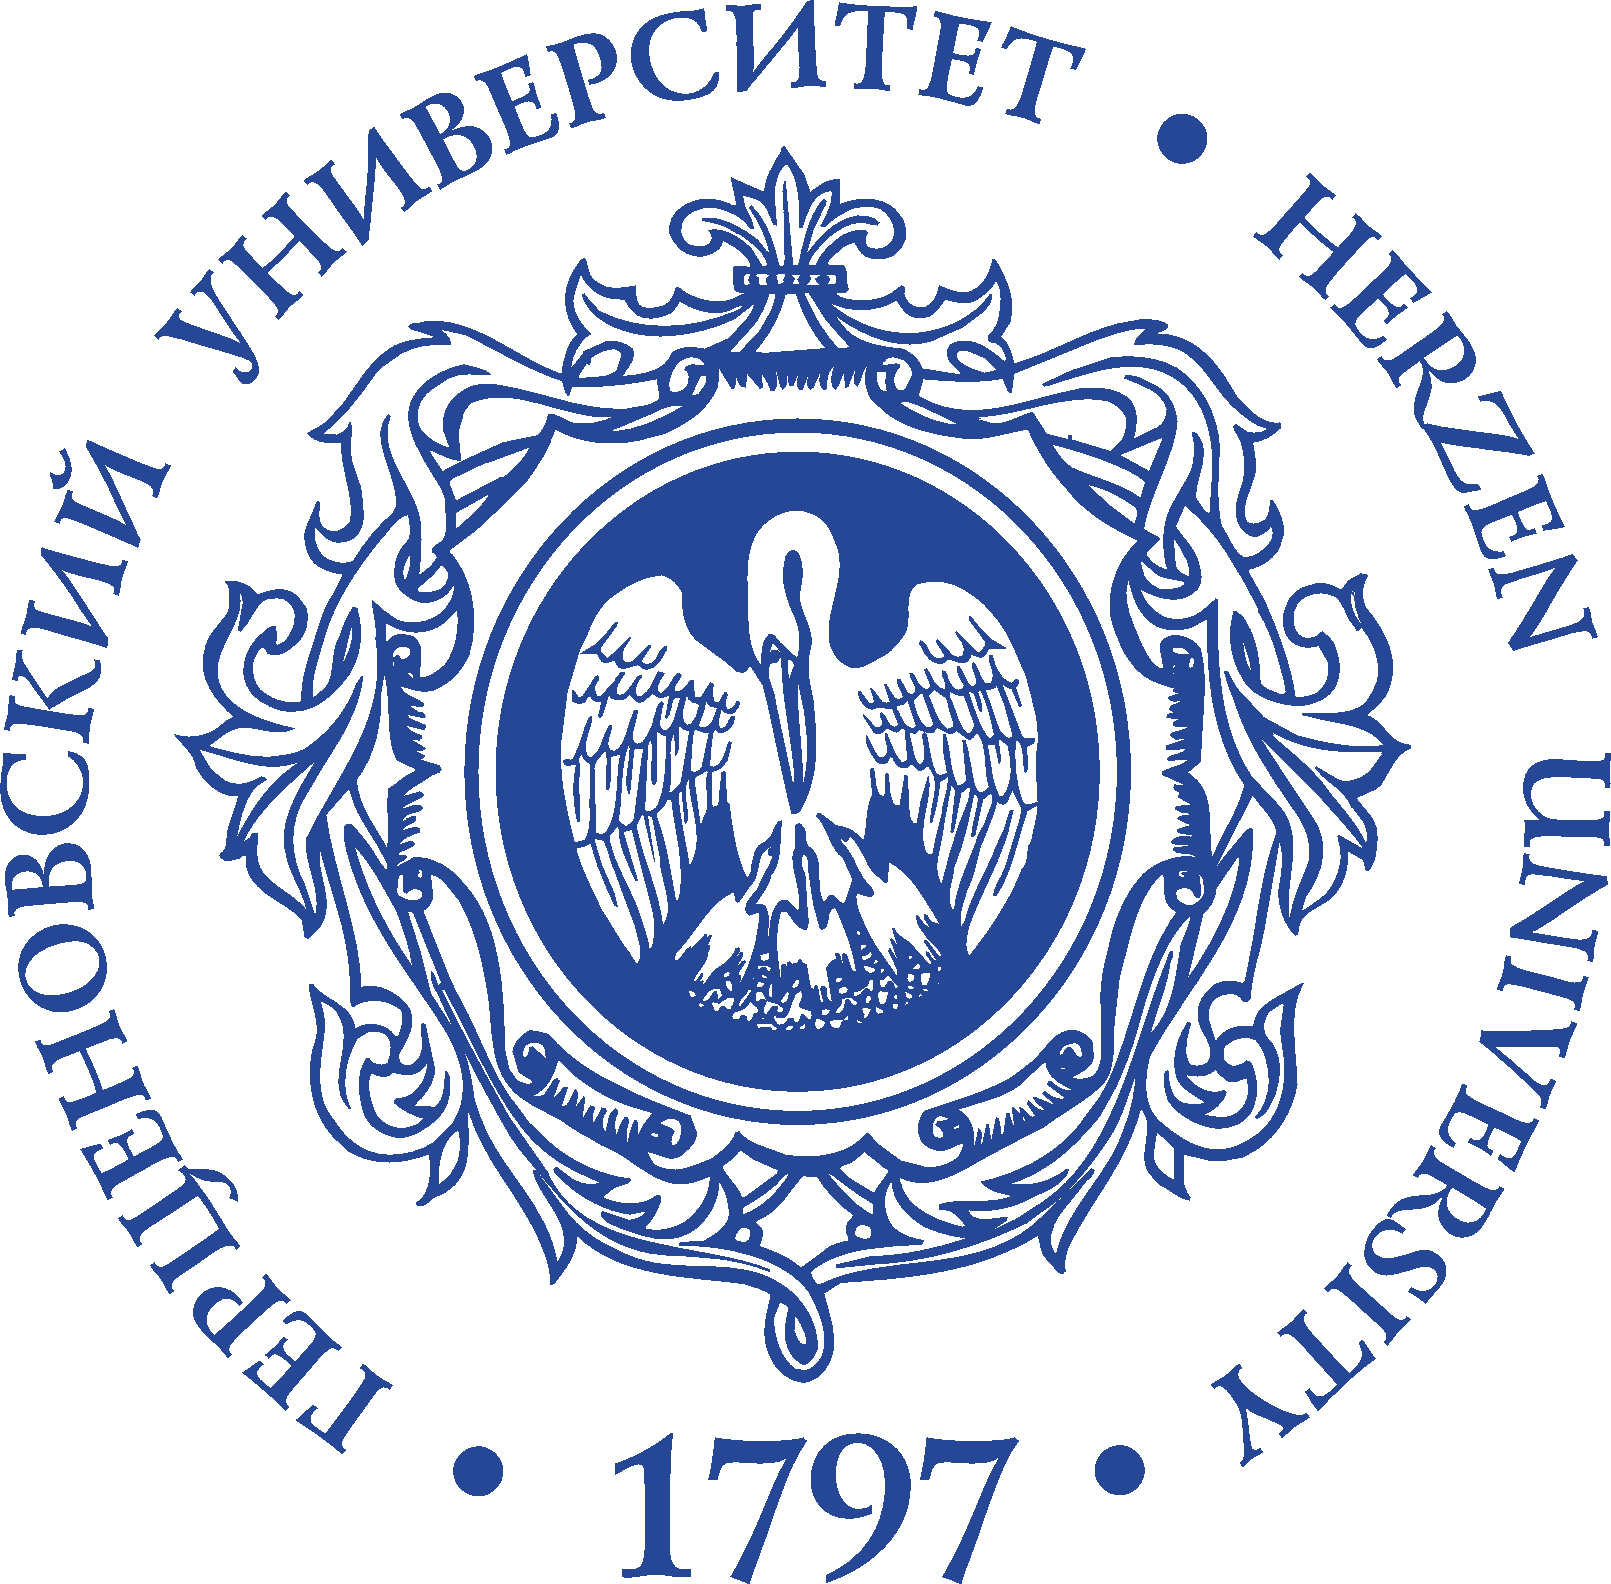 ГЕРЦЕНОВСКИЙ УНИВЕРСИТЕТ • HERZEN UNIVERSITY
• 1797 •